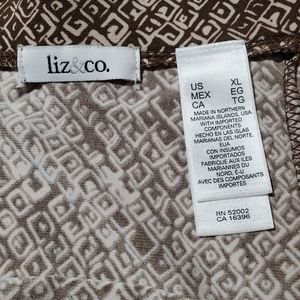 liz&co.
US XL
MEX EG
CA TG
MADE IN NORTHERN
MARIANA ISLANDS, USA
WITH IMPORTED
COMPONENTS
HECHO EN LAS ISLAS
MARIANAS DEL NORTE,
EUA
CON INSUMOS
IMPORTADOS
FABRIQUÉ AUX ILES
MARIANNES DU
NORD, E-U
AVEC DES COMPOSANTS
IMPORTES
RN 52002
CA 16396